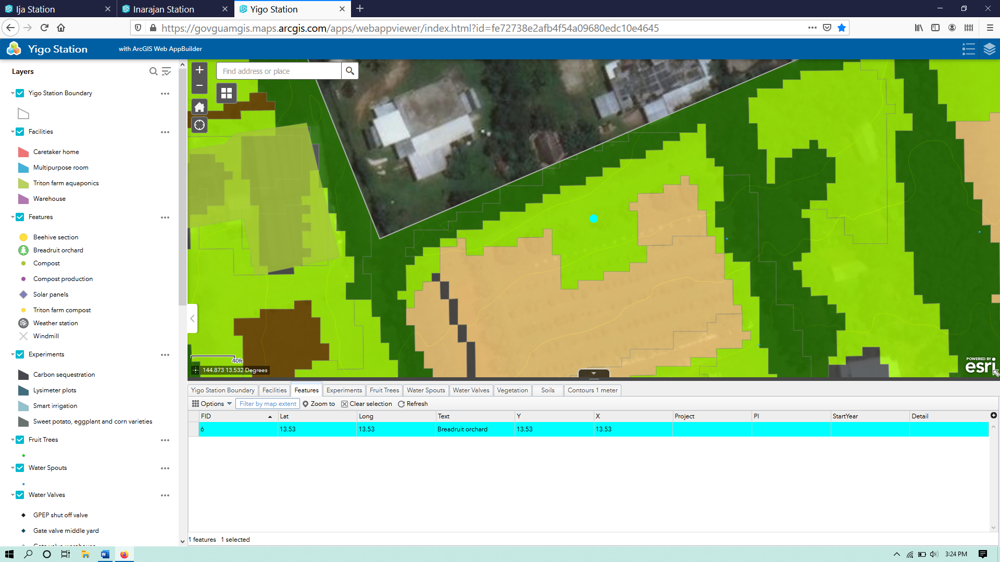 Ija Station
Inarajan Station
Yigo Station
https://govguamgis.maps.arcgis.com/apps/webappviewer/index.html?id=fe72738e2afb4f54a09680edc10e4645
Yigo Station
with ArcGIS Web AppBuilder
Layers
Yigo Station Boundary
Facilities
Caretaker home
Multipurpose room
Triton farm aquaponics
Warehouse
Features
Beehive section
Breadruit orchard
Compost
Compost production
Solar panels
Triton farm compost
Weather station
Windmill
Experiments
Carbon sequestration
Lysimeter plots
Smart irrigation
Sweet potato, eggplant and corn varieties
Fruit Trees
Water Spouts
Water Valves
GPEP shut off valve
Gate valve middle yard
Gate valve warehouse
Find address or place
40ft
144.873 13.532 Degrees
POWERED BY
esri
Yigo Station Boundary Facilities Features Experiments Fruit Trees Water Spouts Water Valves Vegetation Soils Contours 1 meter
Options Filter by map extent Zoom to Clear selection Refresh
FID Lat Long Text Y X Project PI StartYear Detail
6 13.53 13.53 Breadruit orchard 13.53 13.53
1 features 1 selected
3:24 PM